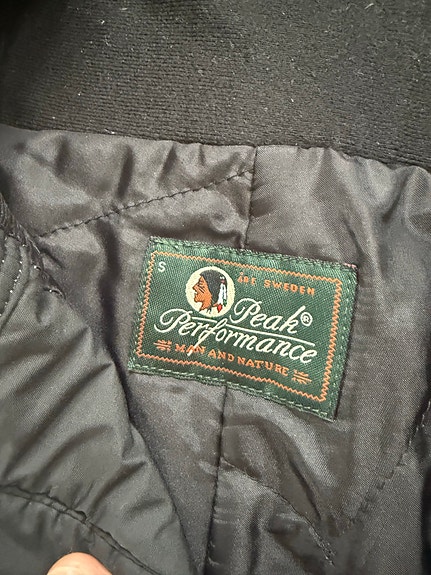 S
ÅRE SWEDEN
Peak®
Performance
MAN AND NATURE